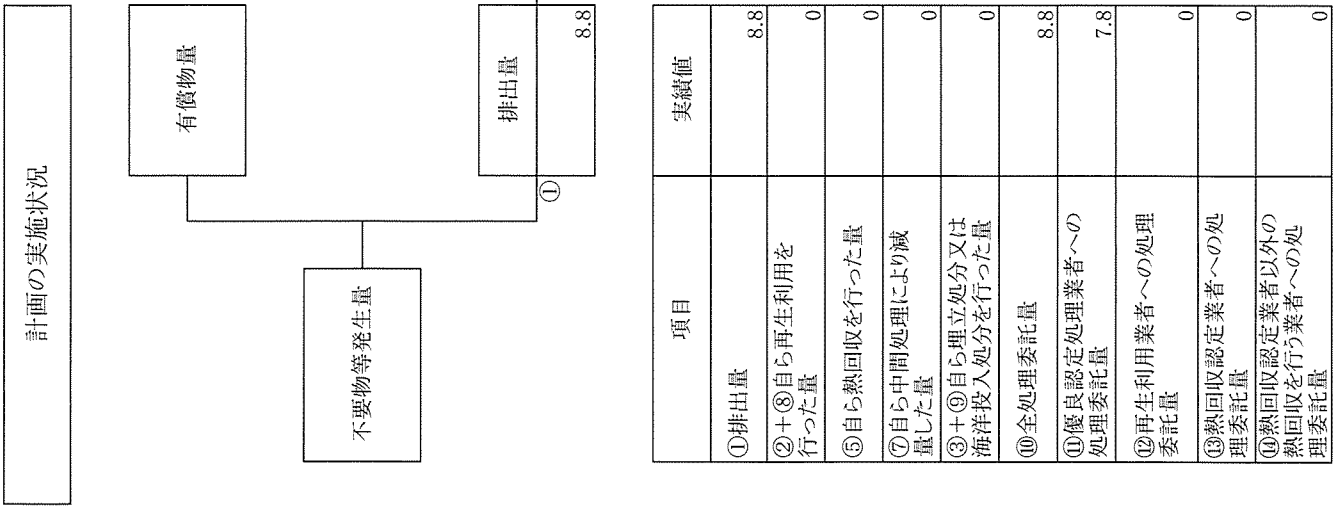 計画の実施状況
有償物量
不要物等発生量
排出量
①
8.8
項目 実績値
①排出量 8.8
②+⑧自ら再生利用を
行った量 0
⑤自ら熱回収を行った量 0
⑦自ら中間処理により減
量した量 0
③+⑨自ら埋立処分又は
海洋投入処分を行った量 0
⑩全処理委託量 8.8
⑪優良認定処理業者への
処理委託量 7.8
⑫再生利用業者への処理
委託量 0
⑬熱回収認定業者への処
理委託量 0
⑭熱回収認定業者以外の
熱回収を行う業者への処
理委託量 0